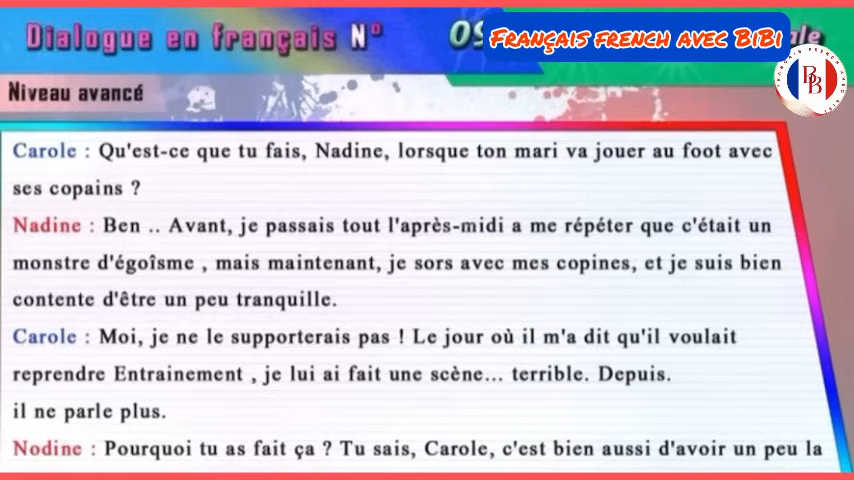 Dialogue en français N° 09
Français french avec BiBi
Niveau avancé
Carole : Qu'est-ce que tu fais, Nadine, lorsque ton mari va jouer au foot avec
ses copains ?
Nadine : Ben .. Avant, je passais tout l'après-midi a me répéter que c'était un
monstre d'égoîsme , mais maintenant, je sors avec mes copines, et je suis bien
contente d'être un peu tranquille.
Carole : Moi, je ne le supporterais pas ! Le jour où il m'a dit qu'il voulait
reprendre Entrainement , je lui ai fait une scène... terrible. Depuis.
il ne parle plus.
Nodine : Pourquoi tu as fait ça ? Tu sais, Carole, c'est bien aussi d'avoir un peu la